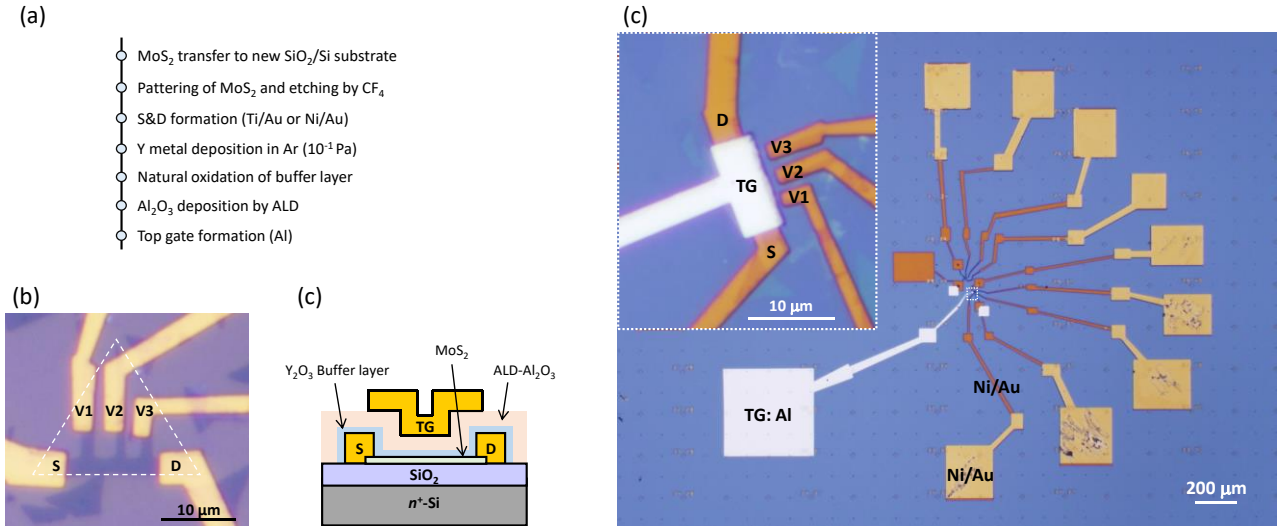 (a)
MoS2 transfer to new SiO2/Si substrate
Pattering of MoS2 and etching by CF4
S&D formation (Ti/Au or Ni/Au)
Y metal deposition in Ar (10-1 Pa)
Natural oxidation of buffer layer
Al2O3 deposition by ALD
Top gate formation (Al)
(b)
V1 V2 V3
S D
10 μm
(c)
MoS2
Y2O3 Buffer layer
ALD-Al2O3
TG
S D
SiO2
n+-Si
(c)
D
V3
V2
TG
V1
S
10 μm
Ni/Au
TG: Al
Ni/Au
200 μm